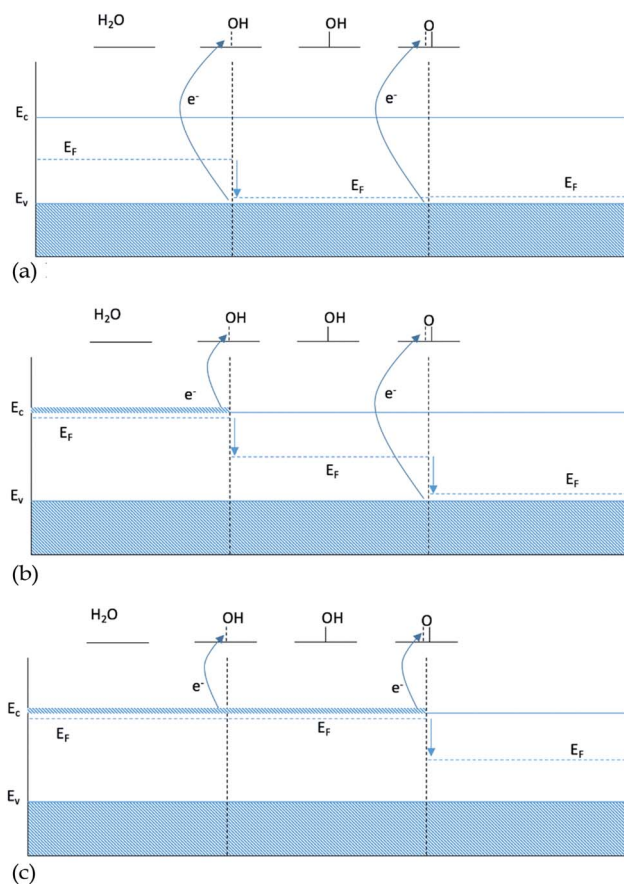 H₂O OH OH O
e⁻ e⁻
Ec
EF
EF EF
Ev
(a)
H₂O OH OH O
e⁻ e⁻
Ec
EF
EF
EF
Ev
(b)
H₂O OH OH O
e⁻ e⁻
Ec
EF EF
EF
Ev
(c)